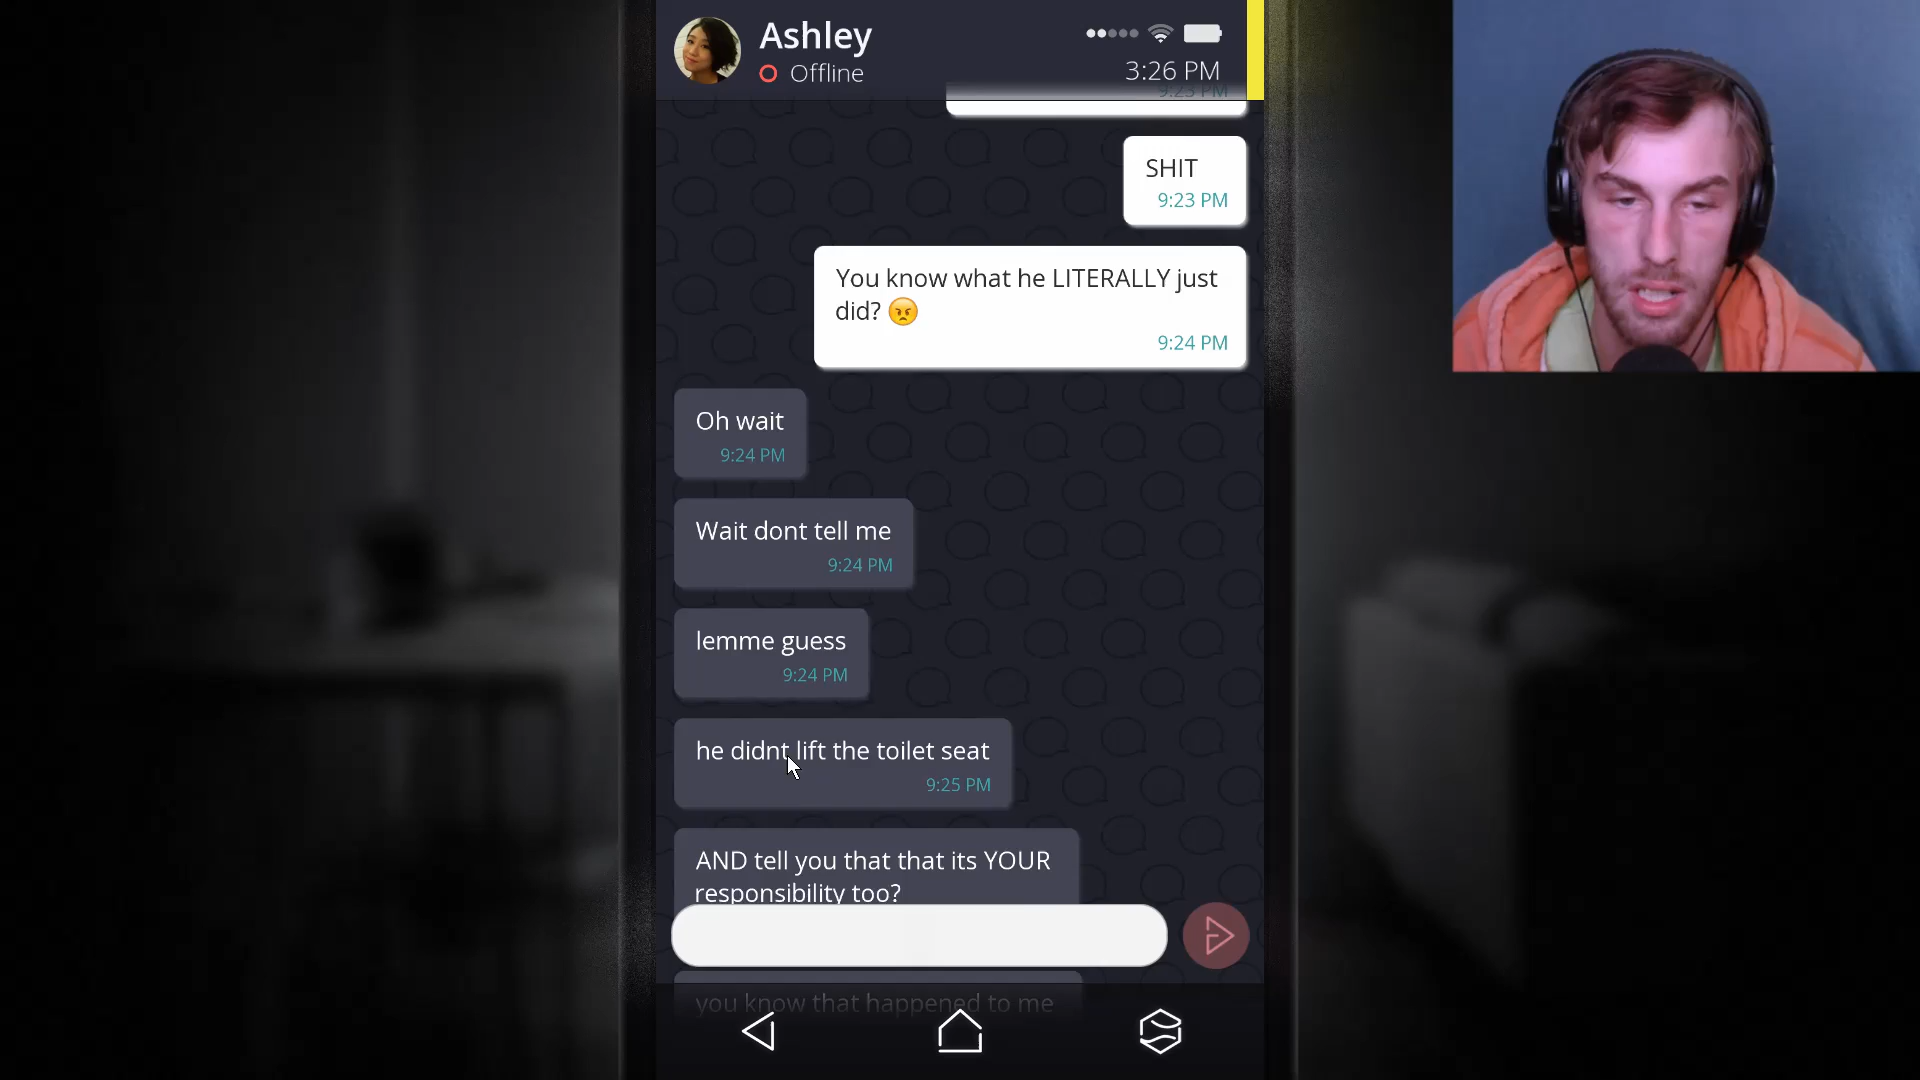 Ashley
Offline
3:26 PM
9:23 PM
SHIT
9:23 PM
You know what he LITERALLY just
did? 😠
9:24 PM
Oh wait
9:24 PM
Wait dont tell me
9:24 PM
lemme guess
9:24 PM
he didnt lift the toilet seat
9:25 PM
AND tell you that that its YOUR
responsibility too?
you know that happened to me